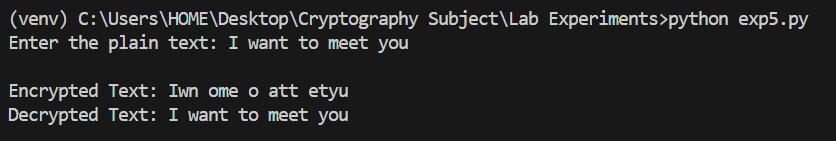 (venv) C:\Users\HOME\Desktop\Cryptography Subject\Lab Experiments>python exp5.py
Enter the plain text: I want to meet you

Encrypted Text: Iwn ome o att etyu
Decrypted Text: I want to meet you